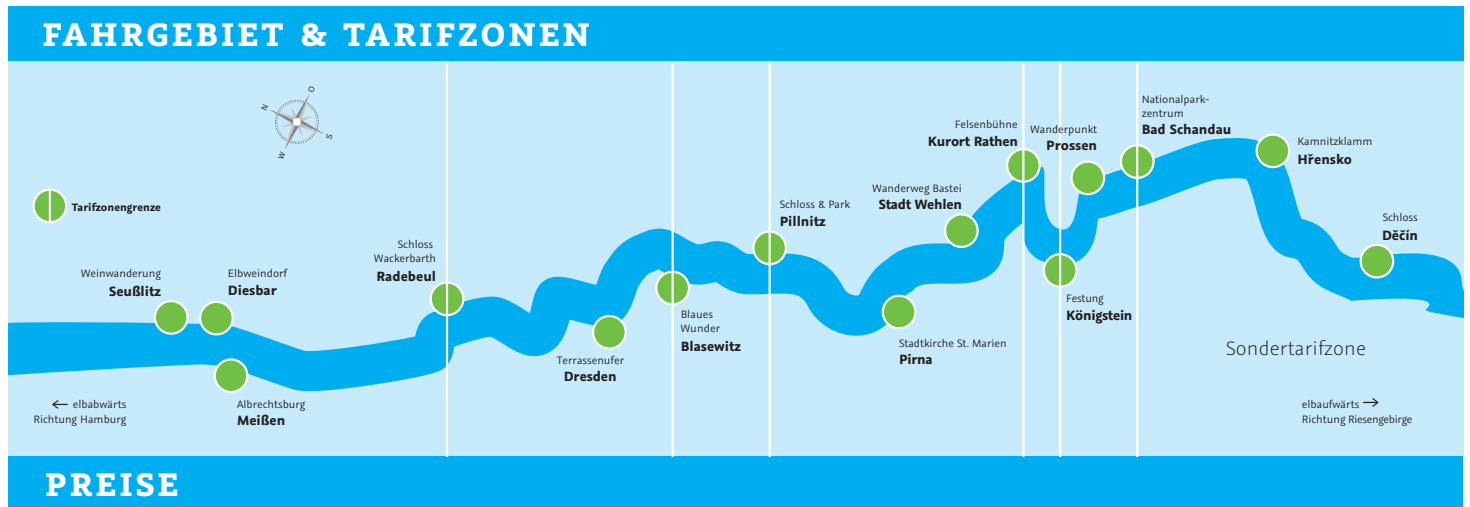 FAHRGEBIET & TARIFZONEN
O
N
S
W
Tarifzonengrenze
Weinwanderung
Seußlitz
Elbweindorf
Diesbar
Albrechtsburg
Meißen
← elbabwärts
Richtung Hamburg
Schloss
Wackerbarth
Radebeul
Terrassenufer
Dresden
Blaues
Wunder
Blasewitz
Schloss & Park
Pillnitz
Stadtkirche St. Marien
Pirna
Wanderweg Bastei
Stadt Wehlen
Felsenbühne
Kurort Rathen
Festung
Königstein
Wanderpunkt
Prossen
Nationalpark-
zentrum
Bad Schandau
Kamnitzklamm
Hřensko
Schloss
Děčín
Sondertarifzone
elbaufwärts →
Richtung Riesengebirge
PREISE